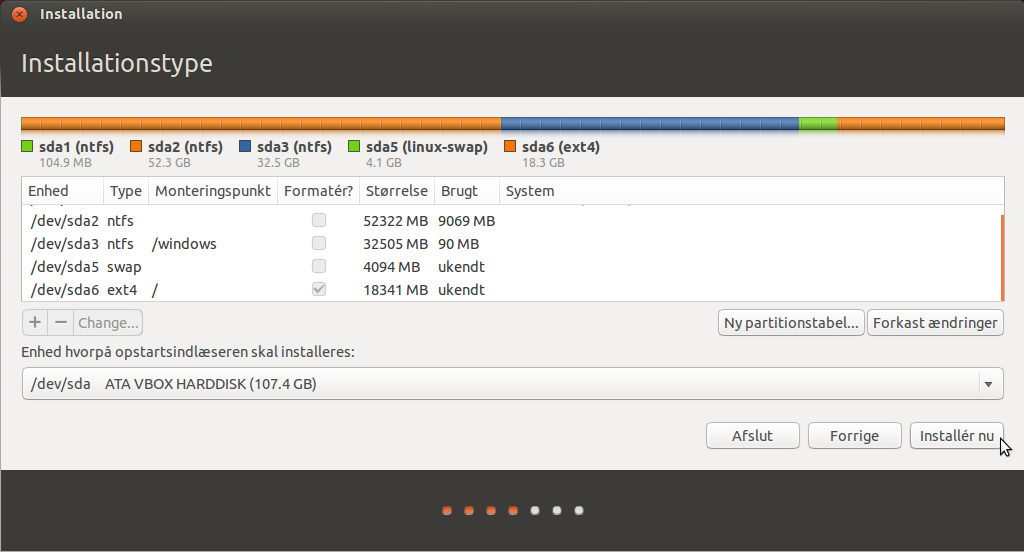 Installation
Installationstype
sda1 (ntfs) sda2 (ntfs) sda3 (ntfs) sda5 (linux-swap) sda6 (ext4)
104.9 MB 52.3 GB 32.5 GB 4.1 GB 18.3 GB
Enhed Type Monteringspunkt Formatér? Størrelse Brugt System
/dev/sda2 ntfs 52322 MB 9069 MB
/dev/sda3 ntfs /windows 32505 MB 90 MB
/dev/sda5 swap 4094 MB ukendt
/dev/sda6 ext4 / 18341 MB ukendt
+ − Change... Ny partitionstabel... Forkast ændringer
Enhed hvorpå opstartsindlæseren skal installeres:
/dev/sda ATA VBOX HARDDISK (107.4 GB)
Afslut Forrige Installér nu